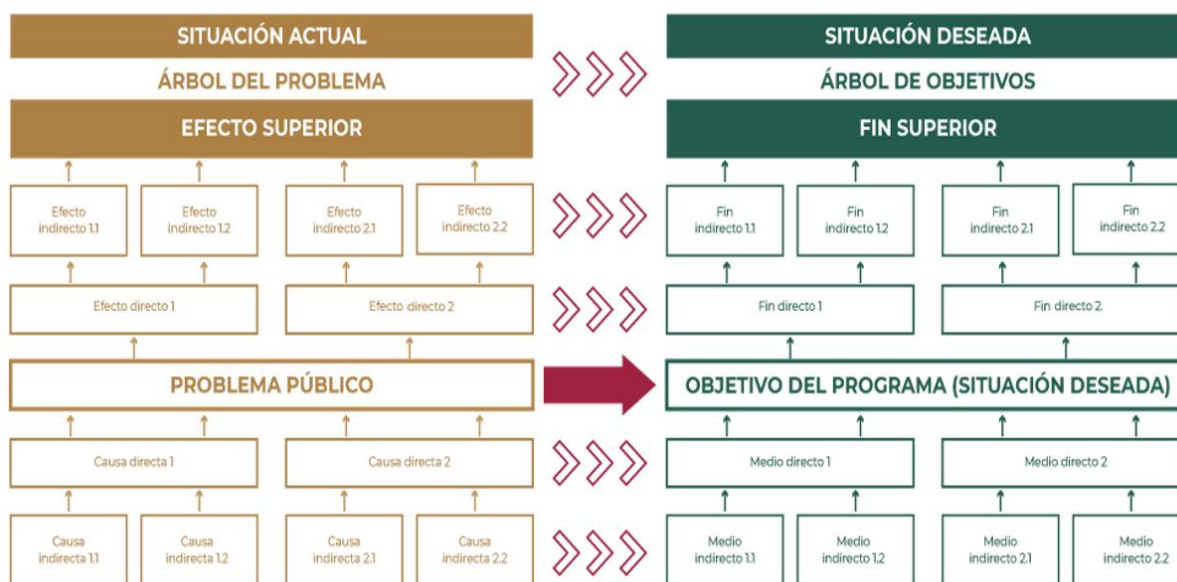 SITUACIÓN ACTUAL
ÁRBOL DEL PROBLEMA
EFECTO SUPERIOR
Efecto
indirecto 1.1
Efecto
indirecto 1.2
Efecto
indirecto 2.1
Efecto
indirecto 2.2
Efecto directo 1
Efecto directo 2
PROBLEMA PÚBLICO
Causa directa 1
Causa directa 2
Causa
indirecta 1.1
Causa
indirecta 1.2
Causa
indirecta 2.1
Causa
indirecta 2.2
SITUACIÓN DESEADA
ÁRBOL DE OBJETIVOS
FIN SUPERIOR
Fin
indirecto 1.1
Fin
indirecto 1.2
Fin
indirecto 2.1
Fin
indirecto 2.2
Fin directo 1
Fin directo 2.
OBJETIVO DEL PROGRAMA (SITUACIÓN DESEADA)
Medio directo 1
Medio directo 2
Medio
indirecto 1.1
Medio
indirecto 1.2
Medio
indirecto 2.1
Medio
indirecto 2.2